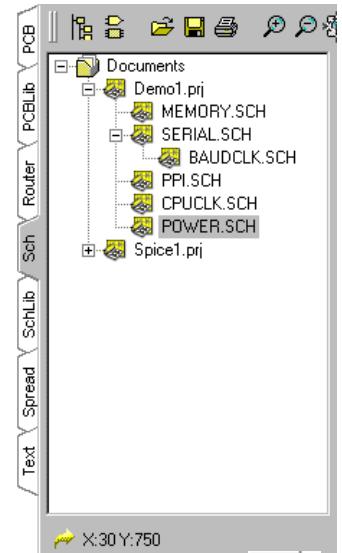 PCB
PCBLib
Router
Sch
SchLib
Spread
Text
Documents
Demo1.prj
MEMORY.SCH
SERIAL.SCH
BAUDCLK.SCH
PPI.SCH
CPUCLK.SCH
POWER.SCH
Spice1.prj
X:30 Y:750